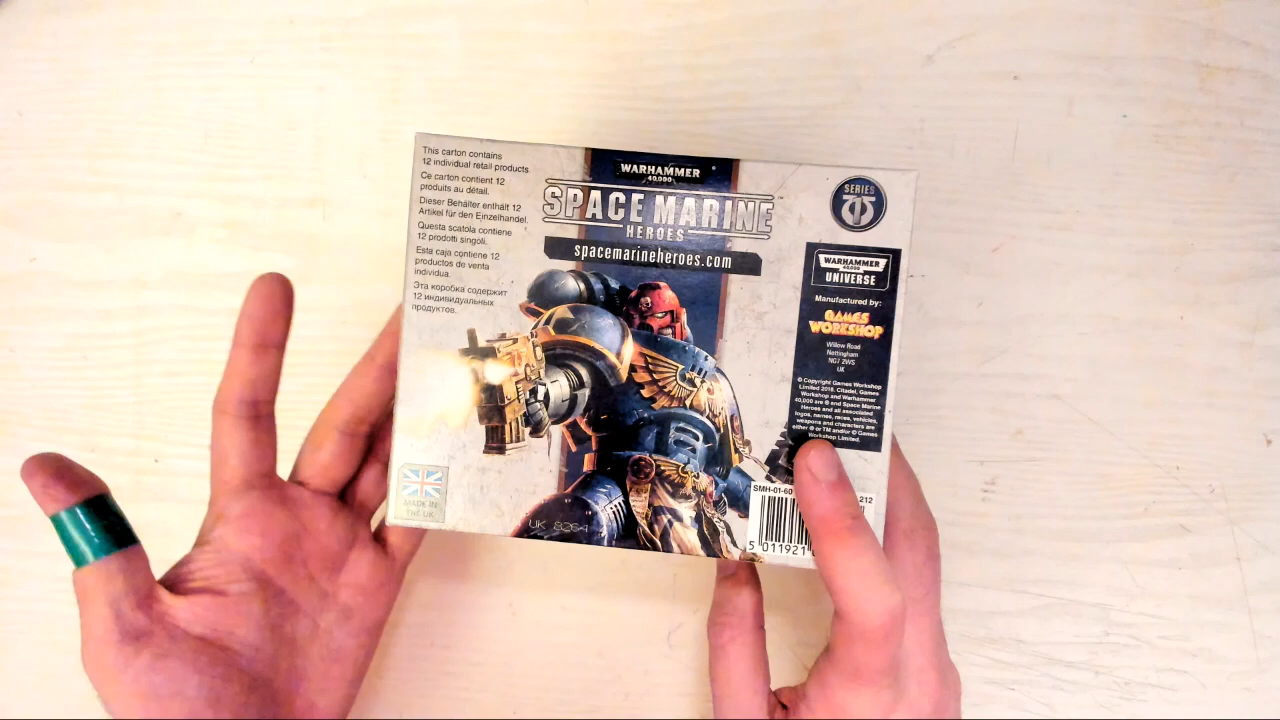 This carton contains
12 individual retail products.
Ce carton contient 12
produits au détail.
Dieser Behälter enthält 12
Artikel für den Einzelhandel.
Questa scatola contiene
12 prodotti singoli.
Esta caja contiene 12
productos de venta
individua.
Эта коробка содержит
12 индивидуальных
продуктов.
WARHAMMER
40,000
SPACE MARINE
HEROES
spacemarineheroes.com
SERIES
WARHAMMER
40,000
UNIVERSE
Manufactured by:
GAMES
WORKSHOP
Willow Road
Nottingham
NG7 2WS
UK
© Copyright Games Workshop
Limited 2018. Citadel, Games
Workshop and Warhammer
40,000 are ® and Space Marine
Heroes and all associated
logos, names, races, vehicles,
weapons and characters are
either ® or TM and/or © Games
Workshop Limited.
MADE IN
THE UK
UK 8264
SMH-01-60
212
5 011921